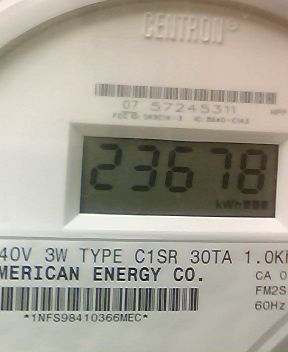 CENTRON®
07 57245311
23678
kWh
40V 3W TYPE C1SR 30TA 1.0K
MERICAN ENERGY CO.
CA 0
FM2S
60Hz
*1NFS98410366MEC*